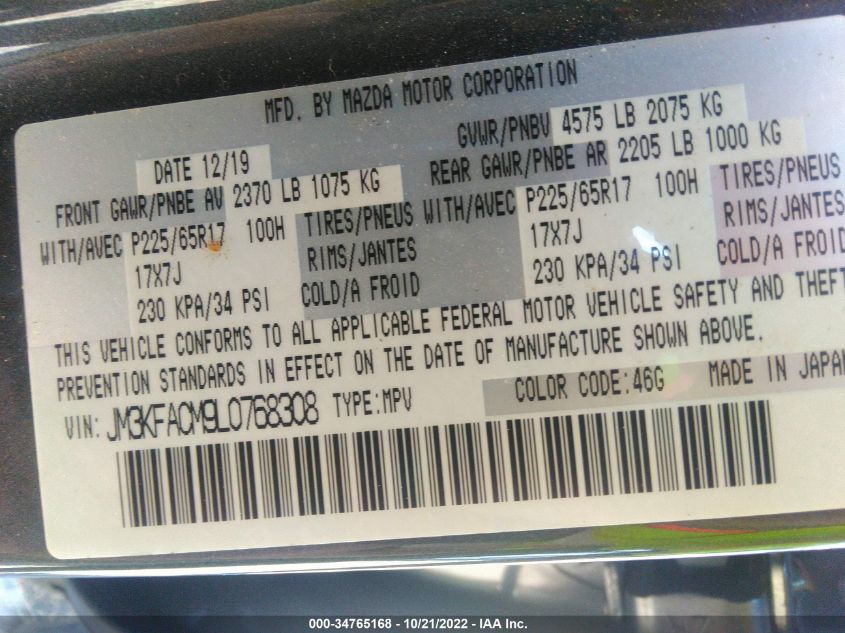 MFD. BY MAZDA MOTOR CORPORATION
DATE 12/19 GVWR/PNBV 4575 LB 2075 KG
FRONT GAWR/PNBE AV 2370 LB 1075 KG REAR GAWR/PNBE AR 2205 LB 1000 KG
WITH/AVEC P225/65R17 100H TIRES/PNEUS WITH/AVEC P225/65R17 100H TIRES/PNEUS
17X7J RIMS/JANTES 17X7J RIMS/JANTES
230 KPA/34 PSI COLD/A FROID 230 KPA/34 PSI COLD/A FROID
THIS VEHICLE CONFORMS TO ALL APPLICABLE FEDERAL MOTOR VEHICLE SAFETY AND THEFT
PREVENTION STANDARDS IN EFFECT ON THE DATE OF MANUFACTURE SHOWN ABOVE.
VIN: JM3KFACM9L0768308 TYPE:MPV COLOR CODE:46G MADE IN JAPAN
000-34765168 - 10/21/2022 - IAA Inc.